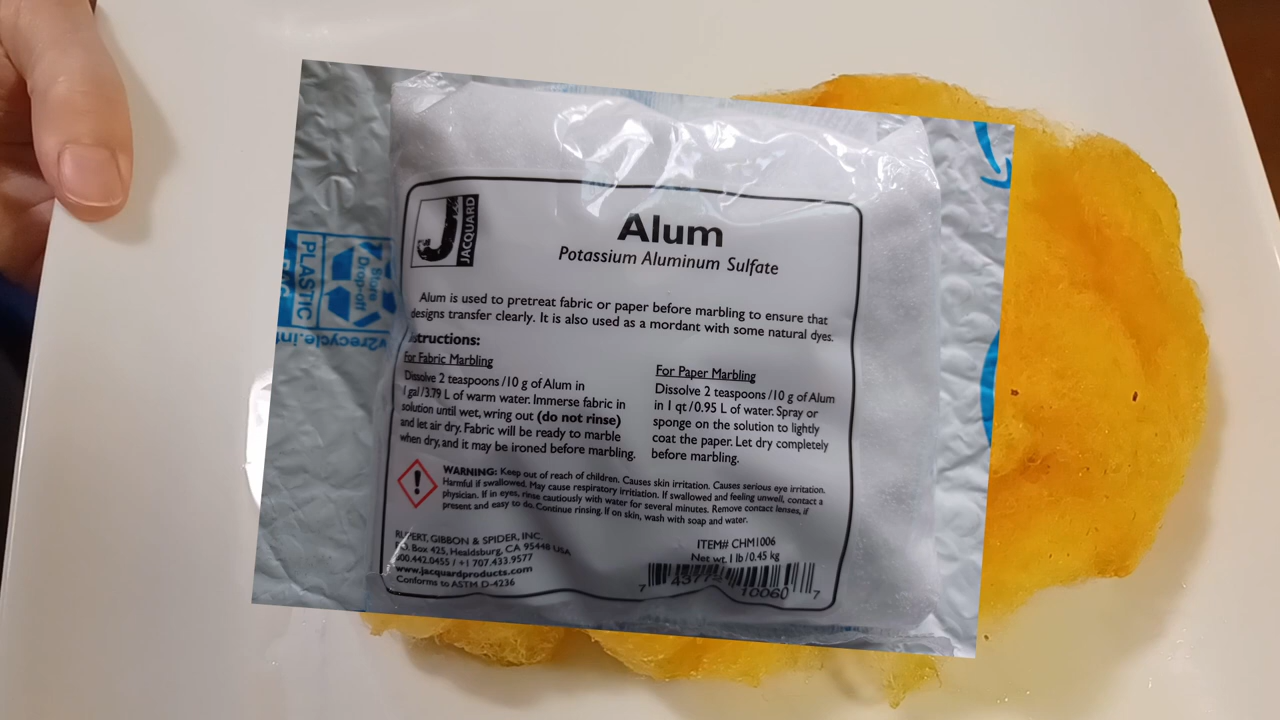 JACQUARD
Alum
Potassium Aluminum Sulfate
Alum is used to pretreat fabric or paper before marbling to ensure that
designs transfer clearly. It is also used as a mordant with some natural dyes.
structions:
For Fabric Marbling
Dissolve 2 teaspoons/10 g of Alum in
1 gal/3.79 L of warm water. Immerse fabric in
solution until wet, wring out (do not rinse)
and let air dry. Fabric will be ready to marble
when dry, and it may be ironed before marbling.
For Paper Marbling
Dissolve 2 teaspoons/10 g of Alum
in 1 qt/0.95 L of water. Spray or
sponge on the solution to lightly
coat the paper. Let dry completely
before marbling.
WARNING: Keep out of reach of children. Causes skin irritation. Causes serious eye irritation.
Harmful if swallowed. May cause respiratory irritiation. If swallowed and feeling unwell, contact a
physician. If in eyes, rinse cautiously with water for several minutes. Remove contact lenses, if
present and easy to do. Continue rinsing. If on skin, wash with soap and water.
RUPERT, GIBBON & SPIDER, INC.
P.O. Box 425, Healdsburg, CA 95448 USA
800.442.0455 / +1 707.433.9577
www.jacquardproducts.com
Conforms to ASTM D-4236
ITEM# CHM1006
Net wt. 1 lb/0.45 kg
7 43772 10060 7
PLASTIC
Store
Drop-off